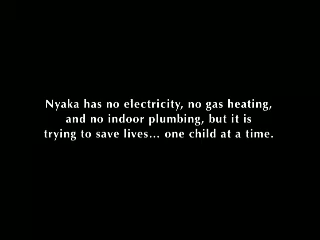 Nyaka has no electricity, no gas heating,
and no indoor plumbing, but it is
trying to save lives... one child at a time.